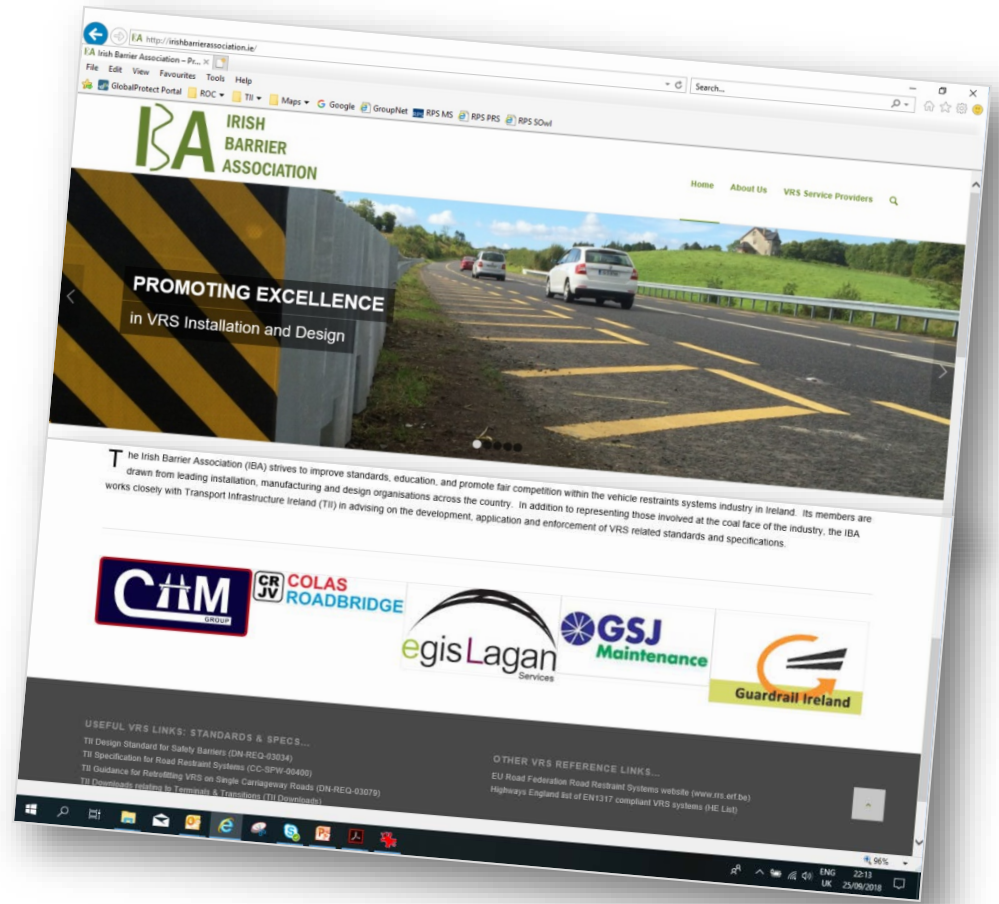 http://irishbarrierassociation.ie/
Search...
Irish Barrier Association – Pr...
File Edit View Favourites Tools Help
GlobalProtect Portal ROC TII Maps Google GroupNet RPS MS RPS PRS RPS SOwl
IBA
IRISH
BARRIER
ASSOCIATION
Home About Us VRS Service Providers
PROMOTING EXCELLENCE
in VRS Installation and Design
The Irish Barrier Association (IBA) strives to improve standards, education, and promote fair competition within the vehicle restraints systems industry in Ireland. Its members are
drawn from leading installation, manufacturing and design organisations across the country. In addition to representing those involved at the coal face of the industry, the IBA
works closely with Transport Infrastructure Ireland (TII) in advising on the development, application and enforcement of VRS related standards and specifications.
CHM
GROUP
CR
JV
COLAS
ROADBRIDGE
egisLagan
Services
GSJ
Maintenance
Guardrail Ireland
USEFUL VRS LINKS: STANDARDS & SPECS...
TII Design Standard for Safety Barriers (DN-REQ-03034)
TII Specification for Road Restraint Systems (CC-SPW-00400)
TII Guidance for Retrofitting VRS on Single Carriageway Roads (DN-REQ-03079)
TII Downloads relating to Terminals & Transitions (TII Downloads)
OTHER VRS REFERENCE LINKS...
EU Road Federation Road Restraint Systems website (www.rrs.erf.be)
Highways England list of EN1317 compliant VRS systems (HE List)
96%
ENG
UK
22:13
25/09/2018